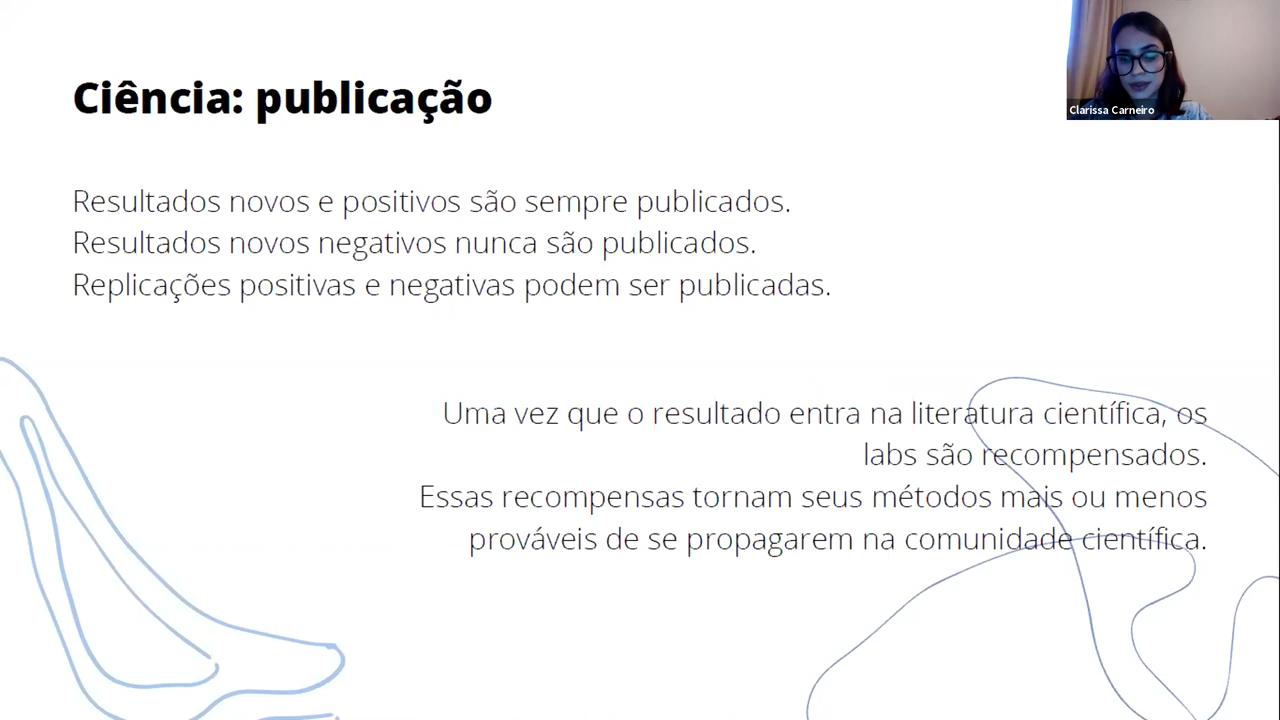 Ciência: publicação
Clarissa Carneiro
Resultados novos e positivos são sempre publicados.
Resultados novos negativos nunca são publicados.
Replicações positivas e negativas podem ser publicadas.
Uma vez que o resultado entra na literatura científica, os
labs são recompensados.
Essas recompensas tornam seus métodos mais ou menos
prováveis de se propagarem na comunidade científica.